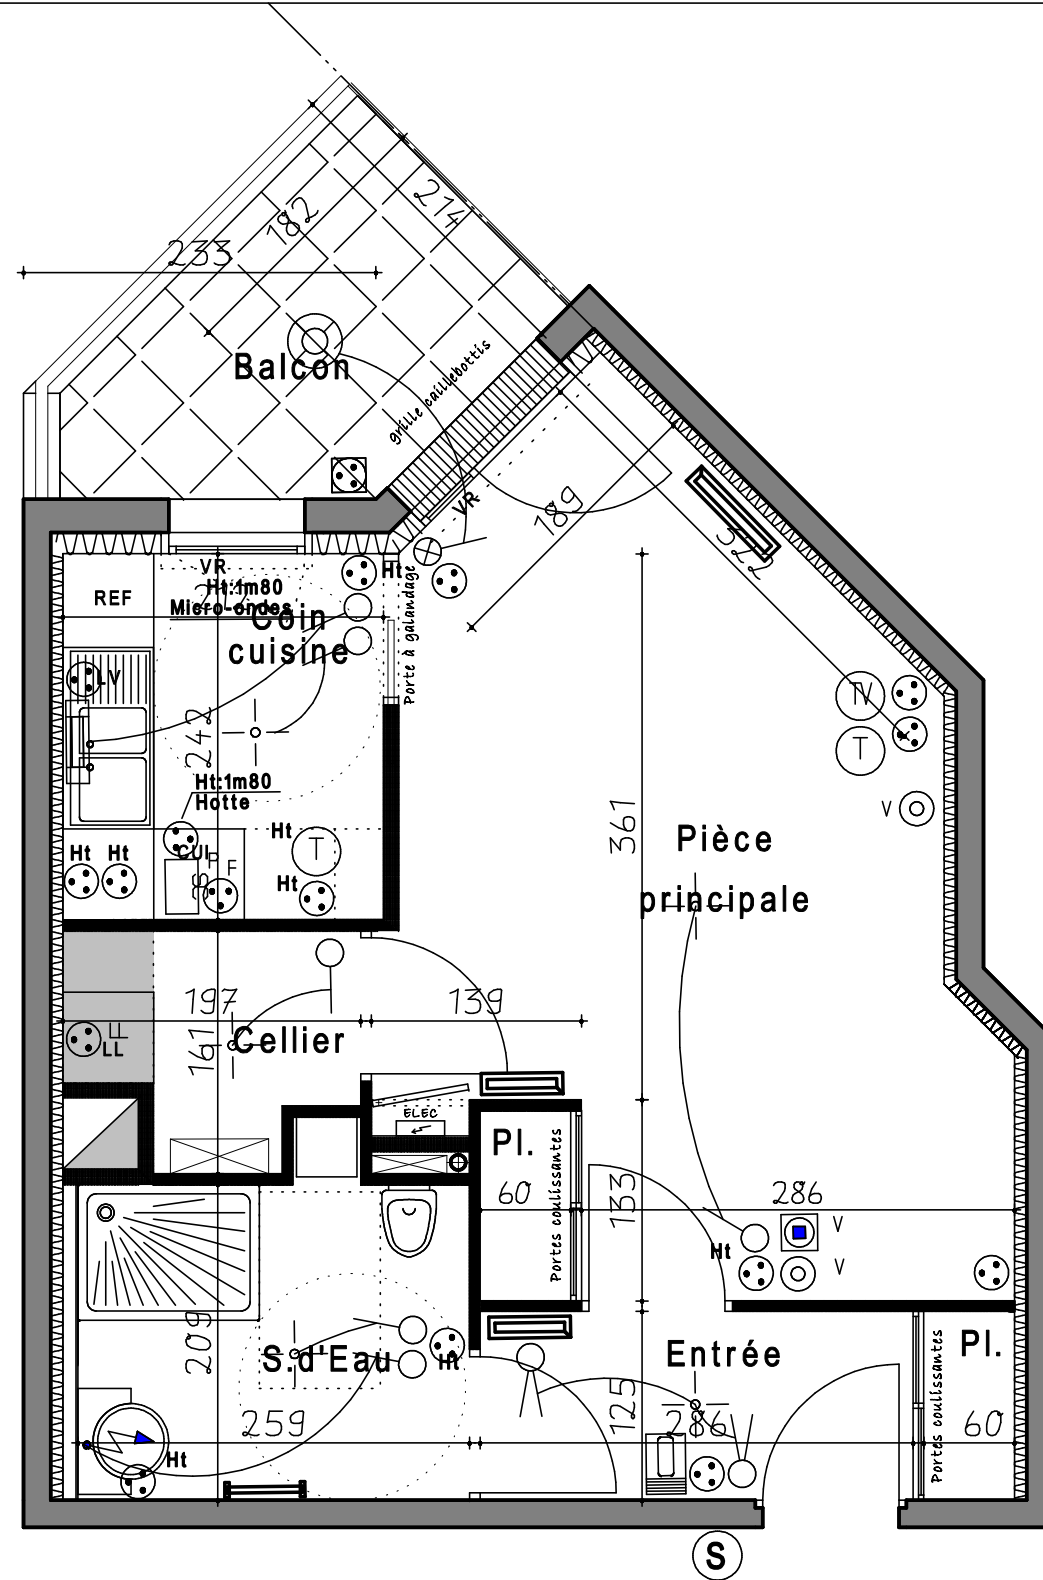 214
182
233
Balcon
grille caillebottis
VR
189
322
VR
Ht:1m80
Micro-ondes
Ht
REF
Coin
cuisine
Porte à galandage
LV
242
TV
T
Ht:1m80
Hotte
V
361
Pièce
principale
Ht
Ht
Ht
T
CUI
P
F
Ht
197
139
161
Cellier
LL
ELEC
Pl.
60
Portes coulissantes
133
286
V
Ht
V
209
S.d'Eau
Ht
Entrée
Pl.
Portes coulissantes
125
259
286
60
Ht
S